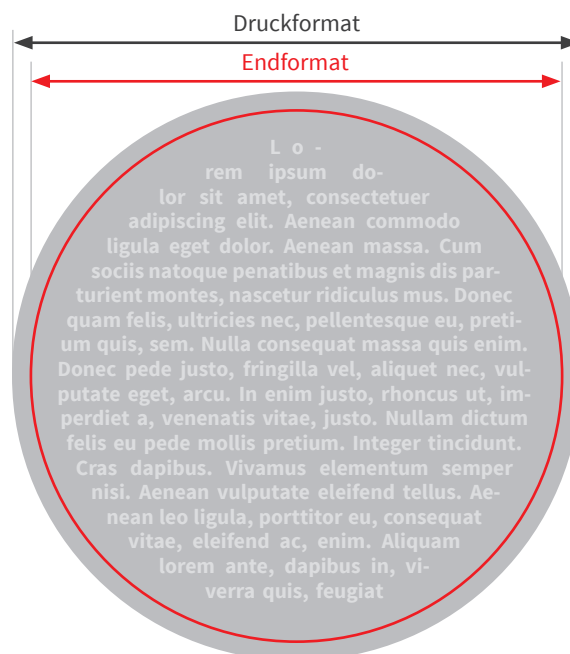 Druckformat
Endformat
L o -
rem ipsum do-
lor sit amet, consectetuer
adipiscing elit. Aenean commodo
ligula eget dolor. Aenean massa. Cum
sociis natoque penatibus et magnis dis par-
turient montes, nascetur ridiculus mus. Donec
quam felis, ultricies nec, pellentesque eu, preti-
um quis, sem. Nulla consequat massa quis enim.
Donec pede justo, fringilla vel, aliquet nec, vul-
putate eget, arcu. In enim justo, rhoncus ut, im-
perdiet a, venenatis vitae, justo. Nullam dictum
felis eu pede mollis pretium. Integer tincidunt.
Cras dapibus. Vivamus elementum semper
nisi. Aenean vulputate eleifend tellus. Ae-
nean leo ligula, porttitor eu, consequat
vitae, eleifend ac, enim. Aliquam
lorem ante, dapibus in, vi-
verra quis, feugiat